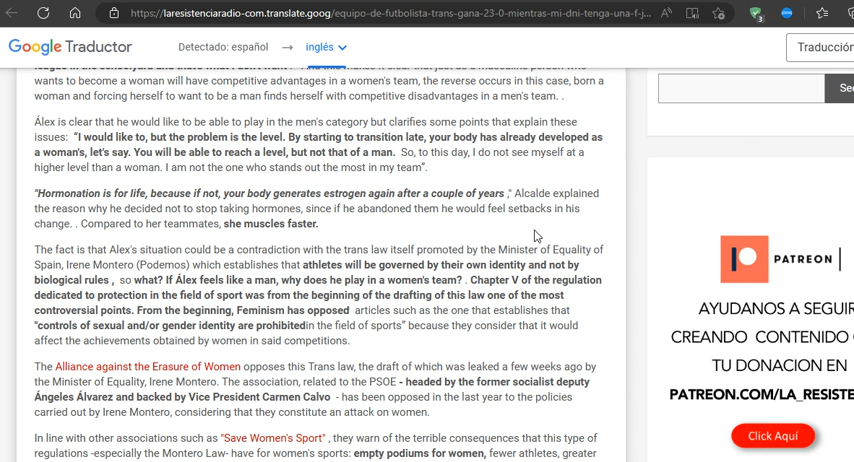 https://laresistenciaradio-com.translate.goog/equipo-de-futbolista-trans-gana-23-0-mientras-mi-dni-tenga-una-f-j...
3
Google Traductor
Detectado: español → inglés
Traducción
wants to become a woman will have competitive advantages in a women's team, the reverse occurs in this case, born a
woman and forcing herself to want to be a man finds herself with competitive disadvantages in a men's team. .
Álex is clear that he would like to be able to play in the men's category but clarifies some points that explain these
issues: “I would like to, but the problem is the level. By starting to transition late, your body has already developed as
a woman's, let's say. You will be able to reach a level, but not that of a man. So, to this day, I do not see myself at a
higher level than a woman. I am not the one who stands out the most in my team”.
"Hormonation is for life, because if not, your body generates estrogen again after a couple of years ," Alcalde explained
the reason why he decided not to stop taking hormones, since if he abandoned them he would feel setbacks in his
change. . Compared to her teammates, she muscles faster.
The fact is that Alex's situation could be a contradiction with the trans law itself promoted by the Minister of Equality of
Spain, Irene Montero (Podemos) which establishes that athletes will be governed by their own identity and not by
biological rules , so what? If Álex feels like a man, why does he play in a women's team? . Chapter V of the regulation
dedicated to protection in the field of sport was from the beginning of the drafting of this law one of the most
controversial points. From the beginning, Feminism has opposed articles such as the one that establishes that
"controls of sexual and/or gender identity are prohibitedin the field of sports” because they consider that it would
affect the achievements obtained by women in said competitions.
The Alliance against the Erasure of Women opposes this Trans law, the draft of which was leaked a few weeks ago by
the Minister of Equality, Irene Montero. The association, related to the PSOE - headed by the former socialist deputy
Ángeles Álvarez and backed by Vice President Carmen Calvo - has been opposed in the last year to the policies
carried out by Irene Montero, considering that they constitute an attack on women.
In line with other associations such as "Save Women's Sport" , they warn of the terrible consequences that this type of
regulations -especially the Montero Law- have for women's sports: empty podiums for women, fewer athletes, greater
Se
PATREON
AYUDANOS A SEGUIR
CREANDO CONTENIDO
TU DONACION EN
PATREON.COM/LA_RESISTE
Click Aquí